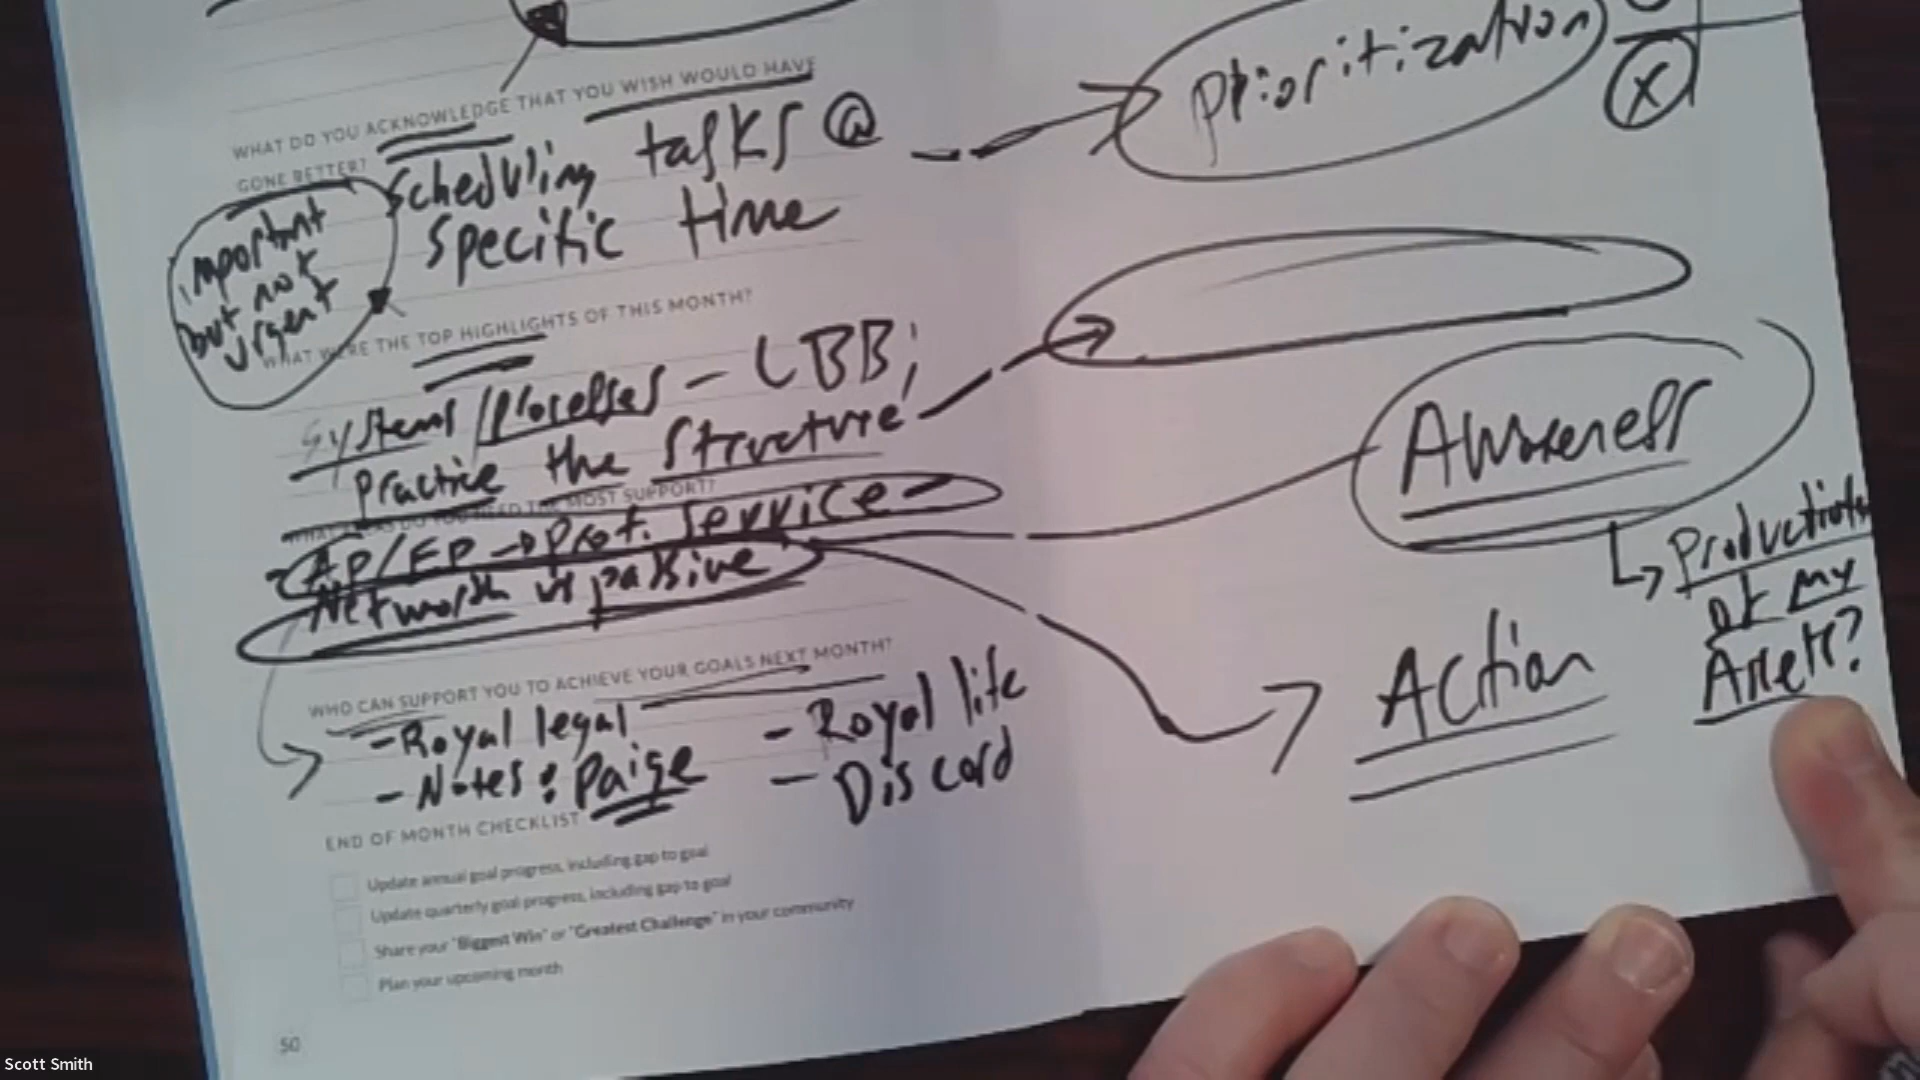 Prioritization
X
WHAT DO YOU ACKNOWLEDGE THAT YOU WISH WOULD HAVE
GONE BETTER?
Scheduling tasks @
specific time
important
but not
urgent
WHAT WERE THE TOP HIGHLIGHTS OF THIS MONTH?
Systems/processes - LBB;
practice the structure
MOST SUPPORT?
AP/EP → Prof. Service
Networth vs passive
Awareness
Productivity
of my
Assets?
Action
WHO CAN SUPPORT YOU TO ACHIEVE YOUR GOALS NEXT MONTH?
- Royal legal - Royal life
- Notes: Paige - Discord
END OF MONTH CHECKLIST
Update annual goal progress, including gap to goal
Update quarterly goal progress, including gap to goal
Share your "Biggest Win" or "Greatest Challenge" in your community
Plan your upcoming month
50
Scott Smith